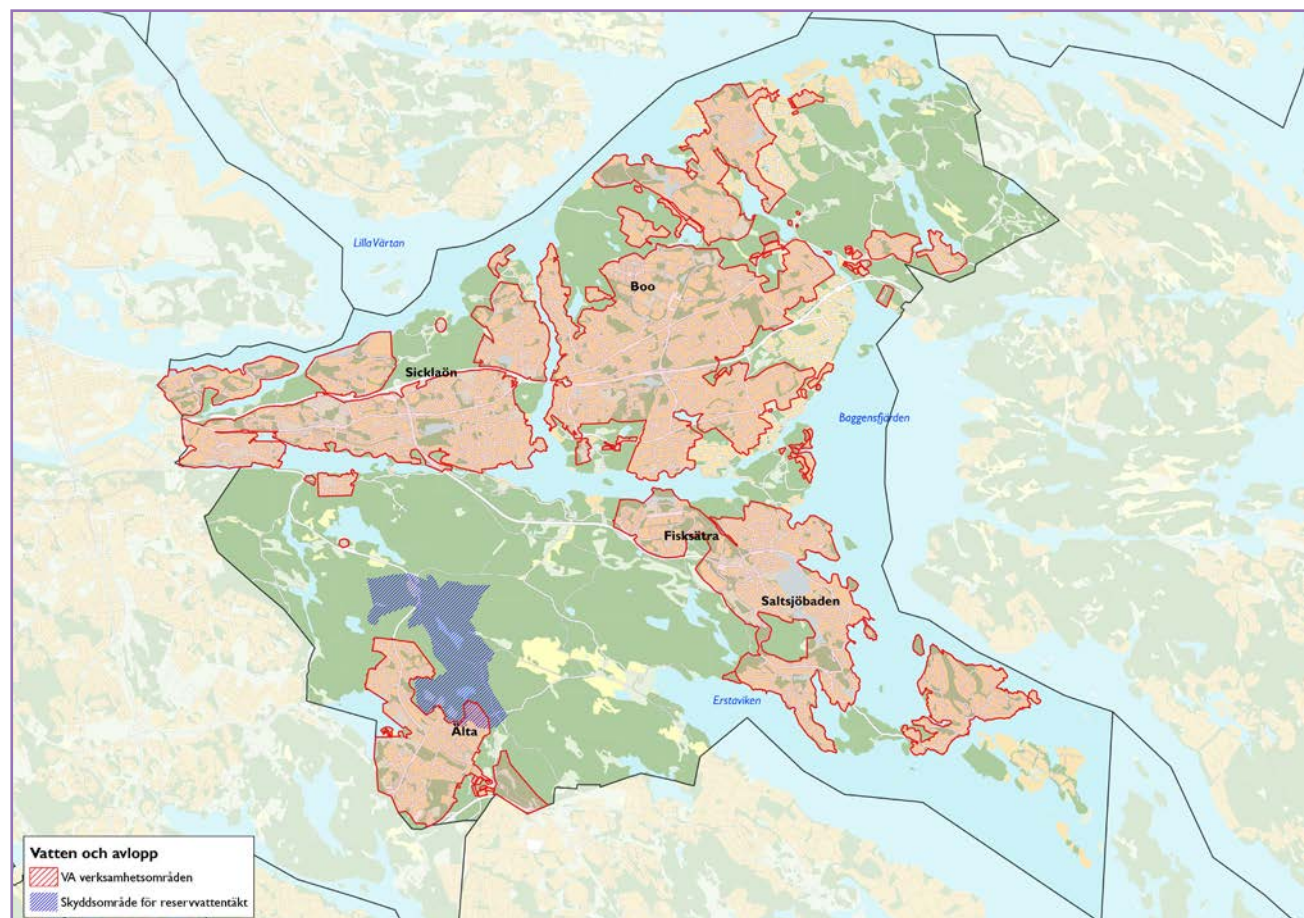 Lilla Värtan
Boo
Sicklaön
Baggensfjärden
Fisksätra
Saltsjöbaden
Erstaviken
Älta
Vatten och avlopp
VA verksamhetsområden
Skyddsområde för reservvattentäkt